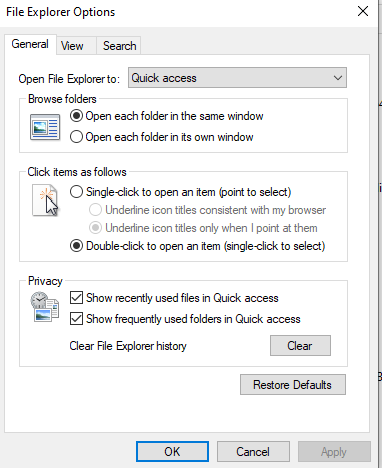 File Explorer Options
General View Search
Open File Explorer to: Quick access
Browse folders
Open each folder in the same window
Open each folder in its own window
Click items as follows
Single-click to open an item (point to select)
Underline icon titles consistent with my browser
Underline icon titles only when I point at them
Double-click to open an item (single-click to select)
Privacy
Show recently used files in Quick access
Show frequently used folders in Quick access
Clear File Explorer history Clear
Restore Defaults
OK Cancel Apply